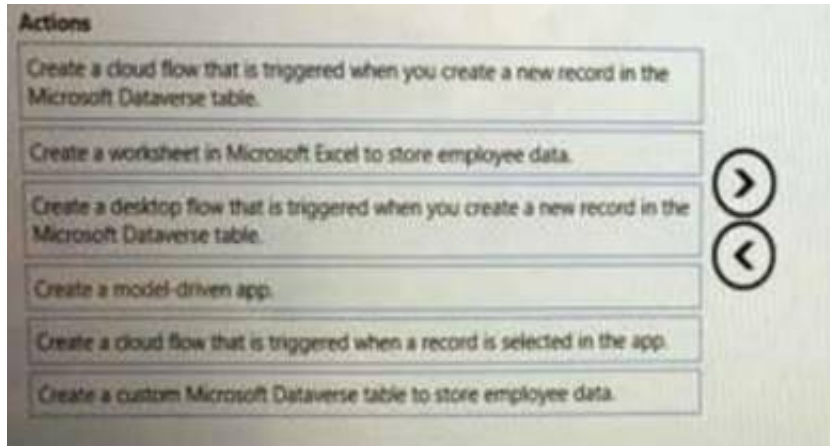 Actions
Create a cloud flow that is triggered when you create a new record in the
Microsoft Dataverse table.
Create a worksheet in Microsoft Excel to store employee data.
Create a desktop flow that is triggered when you create a new record in the
Microsoft Dataverse table.
Create a model-driven app.
Create a cloud flow that is triggered when a record is selected in the app.
Create a custom Microsoft Dataverse table to store employee data.